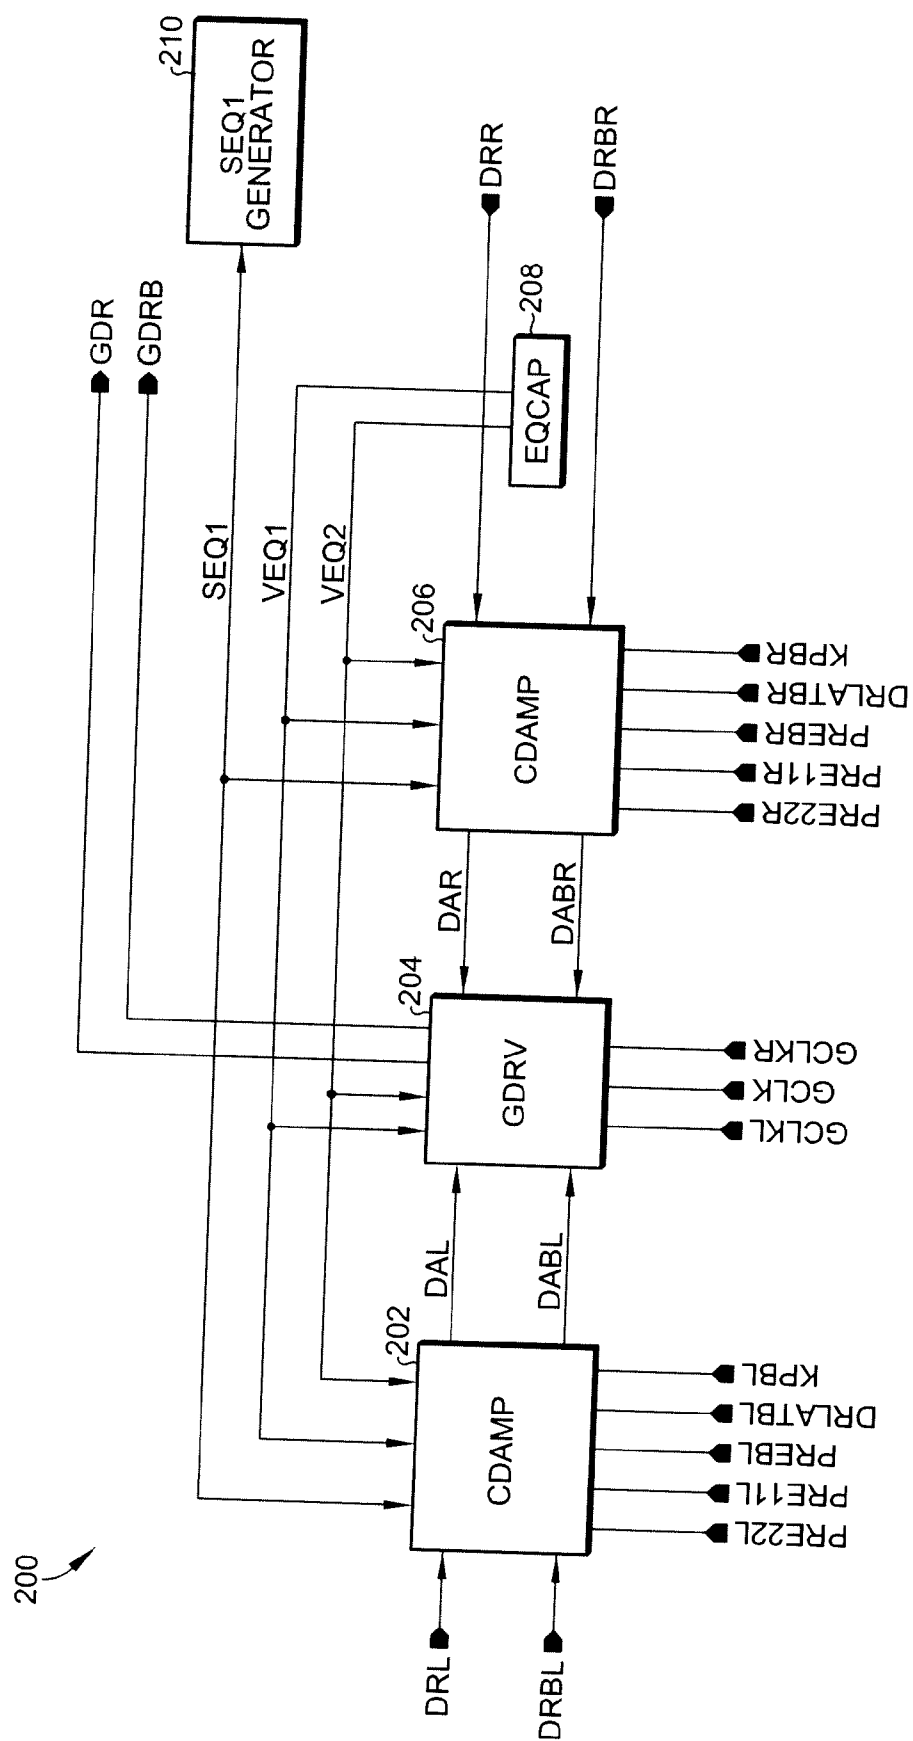 200
SEQ1
GENERATOR
210
GDR
GDRB
SEQ1
VEQ1
VEQ2
EQCAP
208
DRR
DRBR
DRL
DRBL
CDAMP
202
DAL
DABL
GDRV
204
DAR
DABR
CDAMP
206
PRE22L
PRE11L
PREBL
DRLATBL
KPBL
GCLKL
GCLK
GCLKR
PRE22R
PRE11R
PREBR
DRLATBR
KPBR